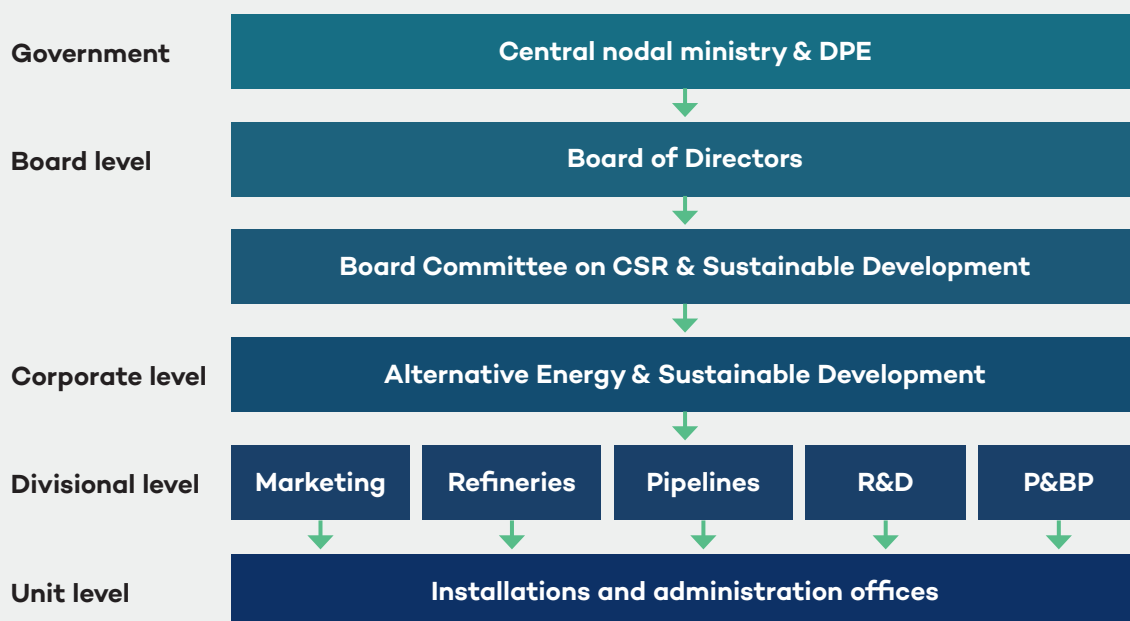 Government
Central nodal ministry & DPE
Board level
Board of Directors
Board Committee on CSR & Sustainable Development
Corporate level
Alternative Energy & Sustainable Development
Divisional level
Marketing
Refineries
Pipelines
R&D
P&BP
Unit level
Installations and administration offices